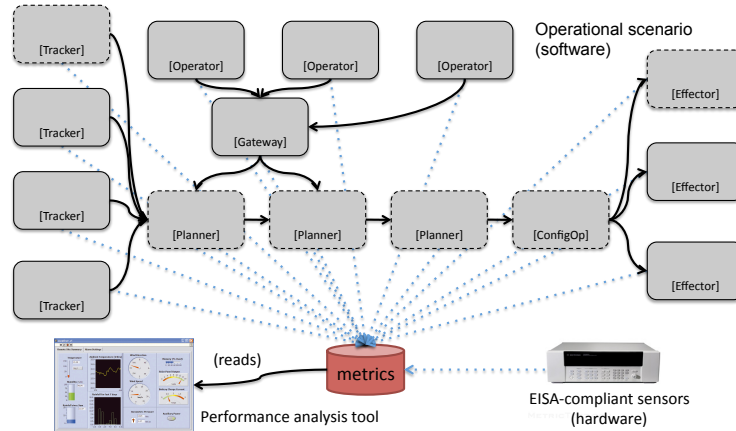 Operational scenario
(software)
[Tracker]
[Operator]
[Operator]
[Operator]
[Effector]
[Tracker]
[Gateway]
[Effector]
[Tracker]
[Planner]
[Planner]
[Planner]
[ConfigOp]
[Tracker]
[Effector]
(reads)
metrics
Performance analysis tool
EISA-compliant sensors
(hardware)